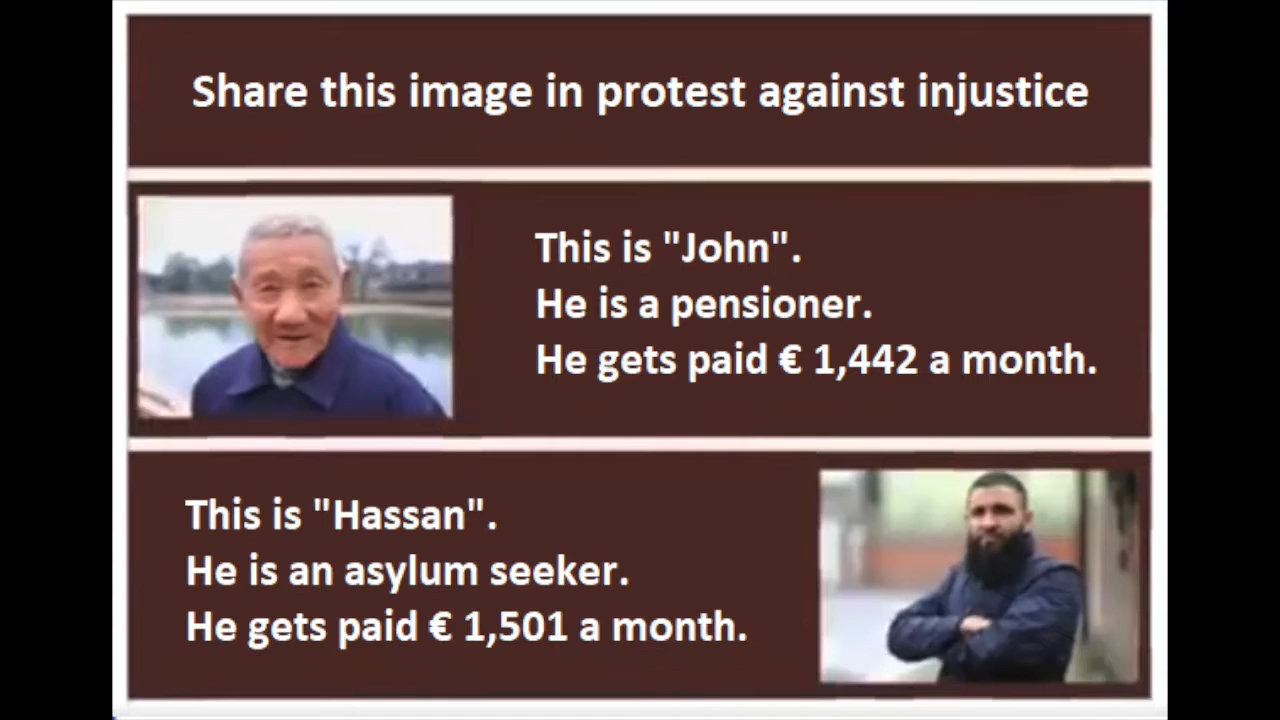 Share this image in protest against injustice
This is "John".
He is a pensioner.
He gets paid € 1,442 a month.
This is "Hassan".
He is an asylum seeker.
He gets paid € 1,501 a month.